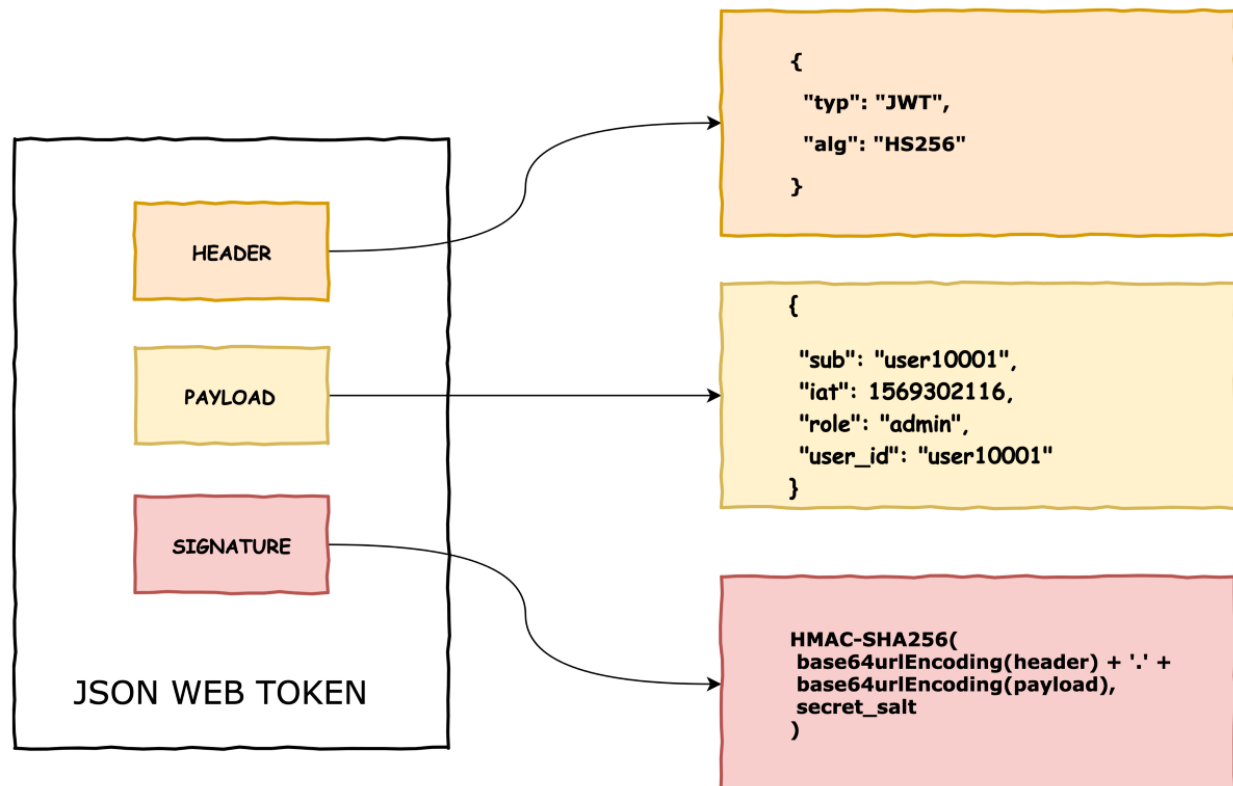 HEADER
PAYLOAD
SIGNATURE
JSON WEB TOKEN
{
"typ": "JWT",
"alg": "HS256"
}
{
"sub": "user10001",
"iat": 1569302116,
"role": "admin",
"user_id": "user10001"
}
HMAC-SHA256(
base64urlEncoding(header) + '.' +
base64urlEncoding(payload),
secret_salt
)